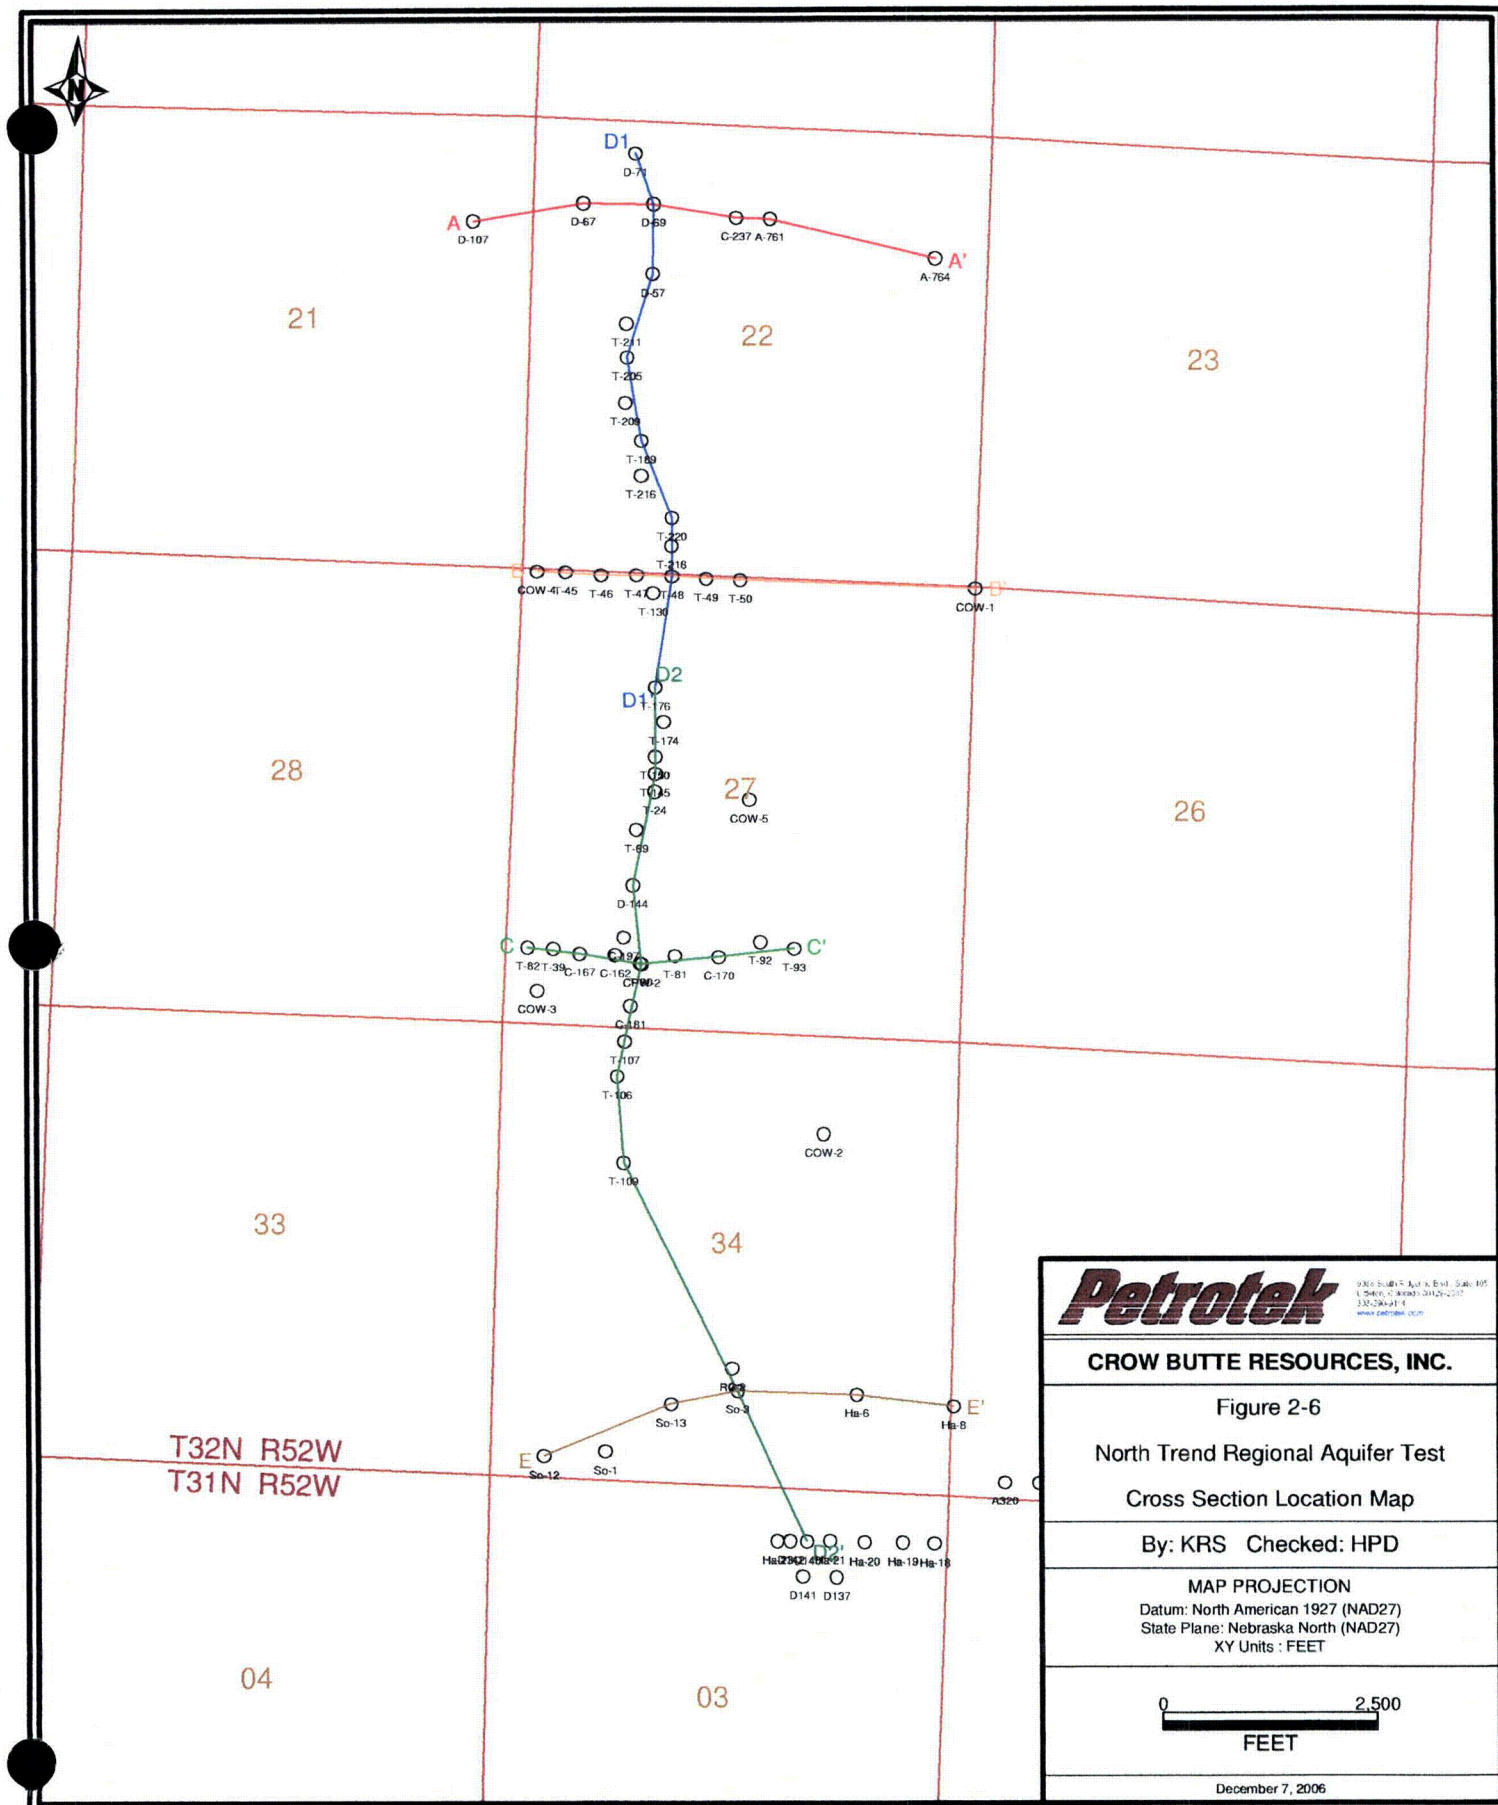 N
D1
D-71
A
D-107
D-67
D-69
C-237
A-761
A-764
A'
D-57
21
22
23
T-211
T-205
T-209
T-189
T-216
T-220
T-218
B
COW-4
T-45
T-46
T-47
T-48
T-49
T-50
T-130
COW-1
B'
D2
D1'
T-176
T-174
28
27
26
T-24
COW-5
D-144
C
T-82
T-39
C-167
C-162
C-197
T-81
C-170
T-92
T-93
C'
COW-3
C-181
T-107
T-106
COW-2
T-109
33
34
So-13
So-3
Ha-6
Ha-8
E'
E
So-12
So-1
T32N R52W
T31N R52W
A320
D2'
Ha-20
Ha-19
Ha-18
D141
D137
04
03
Petrotek
CROW BUTTE RESOURCES, INC.
Figure 2-6
North Trend Regional Aquifer Test
Cross Section Location Map
By: KRS Checked: HPD
MAP PROJECTION
Datum: North American 1927 (NAD27)
State Plane: Nebraska North (NAD27)
XY Units : FEET
0 2,500
FEET
December 7, 2006